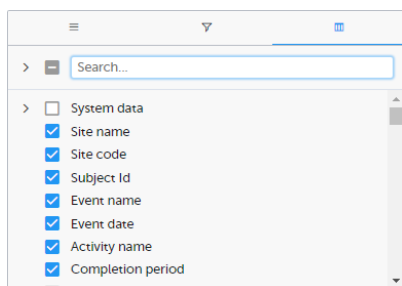 Search...
System data
Site name
Site code
Subject Id
Event name
Event date
Activity name
Completion period